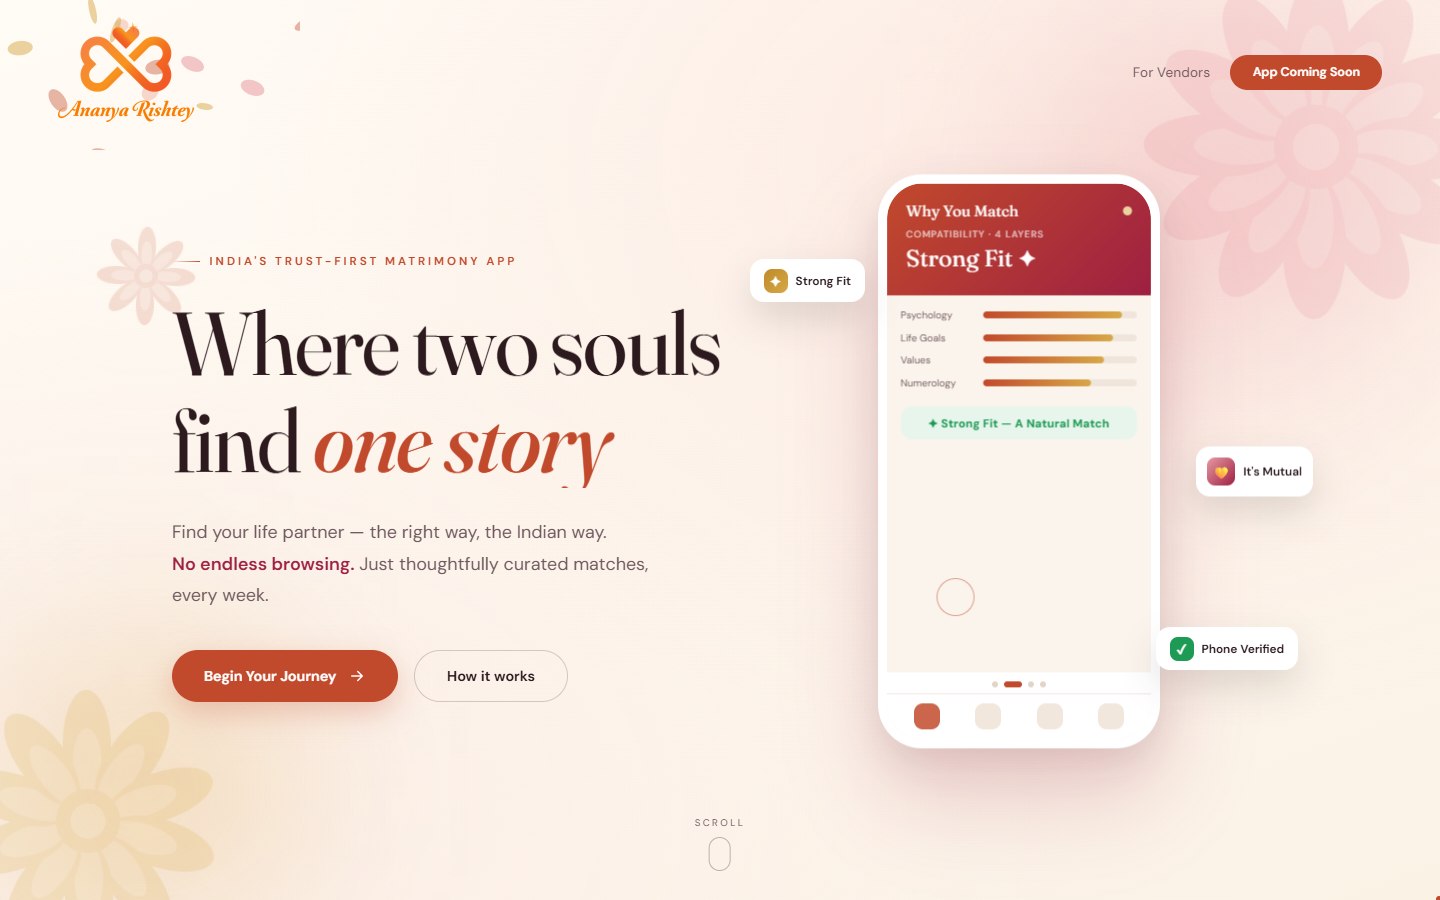 Ananya Rishtey
For Vendors
App Coming Soon
INDIA'S TRUST-FIRST MATRIMONY APP
Where two souls
find one story
Find your life partner — the right way, the Indian way.
No endless browsing. Just thoughtfully curated matches,
every week.
Begin Your Journey →
How it works
Strong Fit
Why You Match
COMPATIBILITY · 4 LAYERS
Strong Fit ✦
Psychology
Life Goals
Values
Numerology
✦ Strong Fit — A Natural Match
It's Mutual
Phone Verified
SCROLL